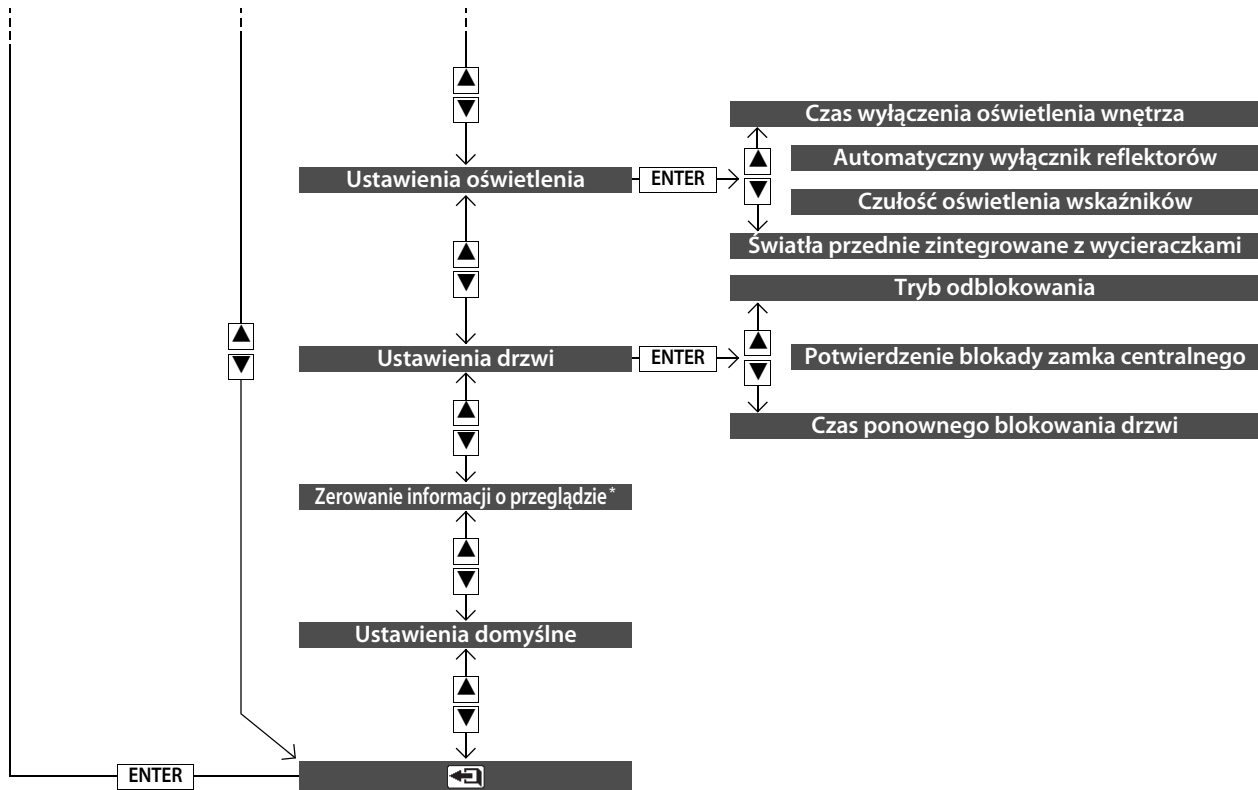 Czas wyłączenia oświetlenia wnętrza
Automatyczny wyłącznik reflektorów
Ustawienia oświetlenia
ENTER
Czułość oświetlenia wskaźników
Światła przednie zintegrowane z wycieraczkami
Tryb odblokowania
Ustawienia drzwi
ENTER
Potwierdzenie blokady zamka centralnego
Czas ponownego blokowania drzwi
Zerowanie informacji o przeglądzie*
Ustawienia domyślne
ENTER